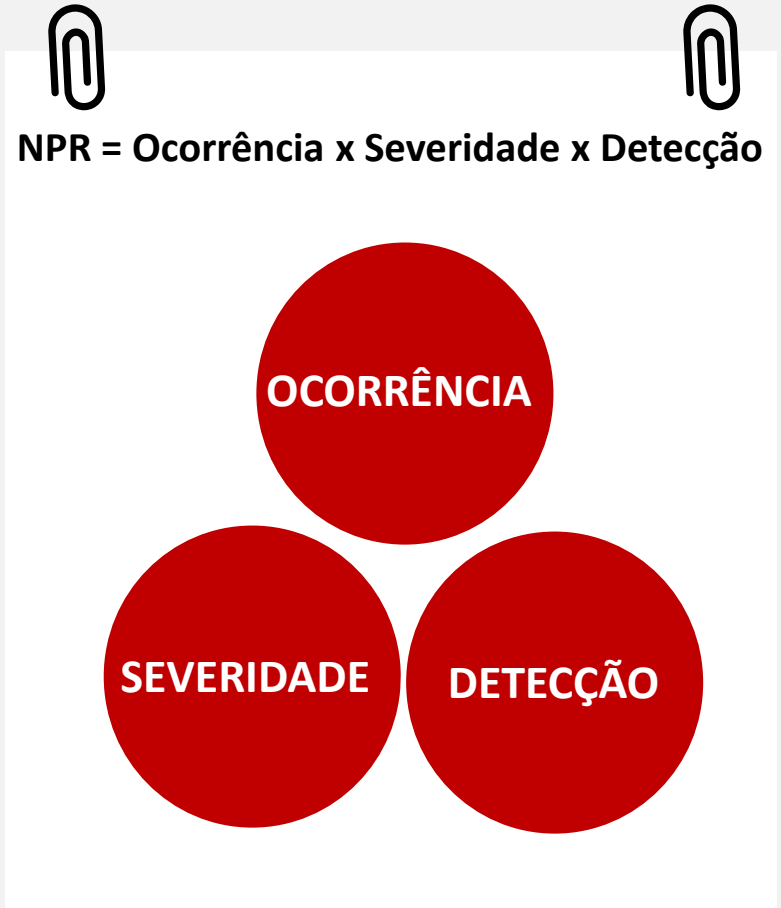 NPR = Ocorrência x Severidade x Detecção
OCORRÊNCIA
SEVERIDADE
DETECÇÃO